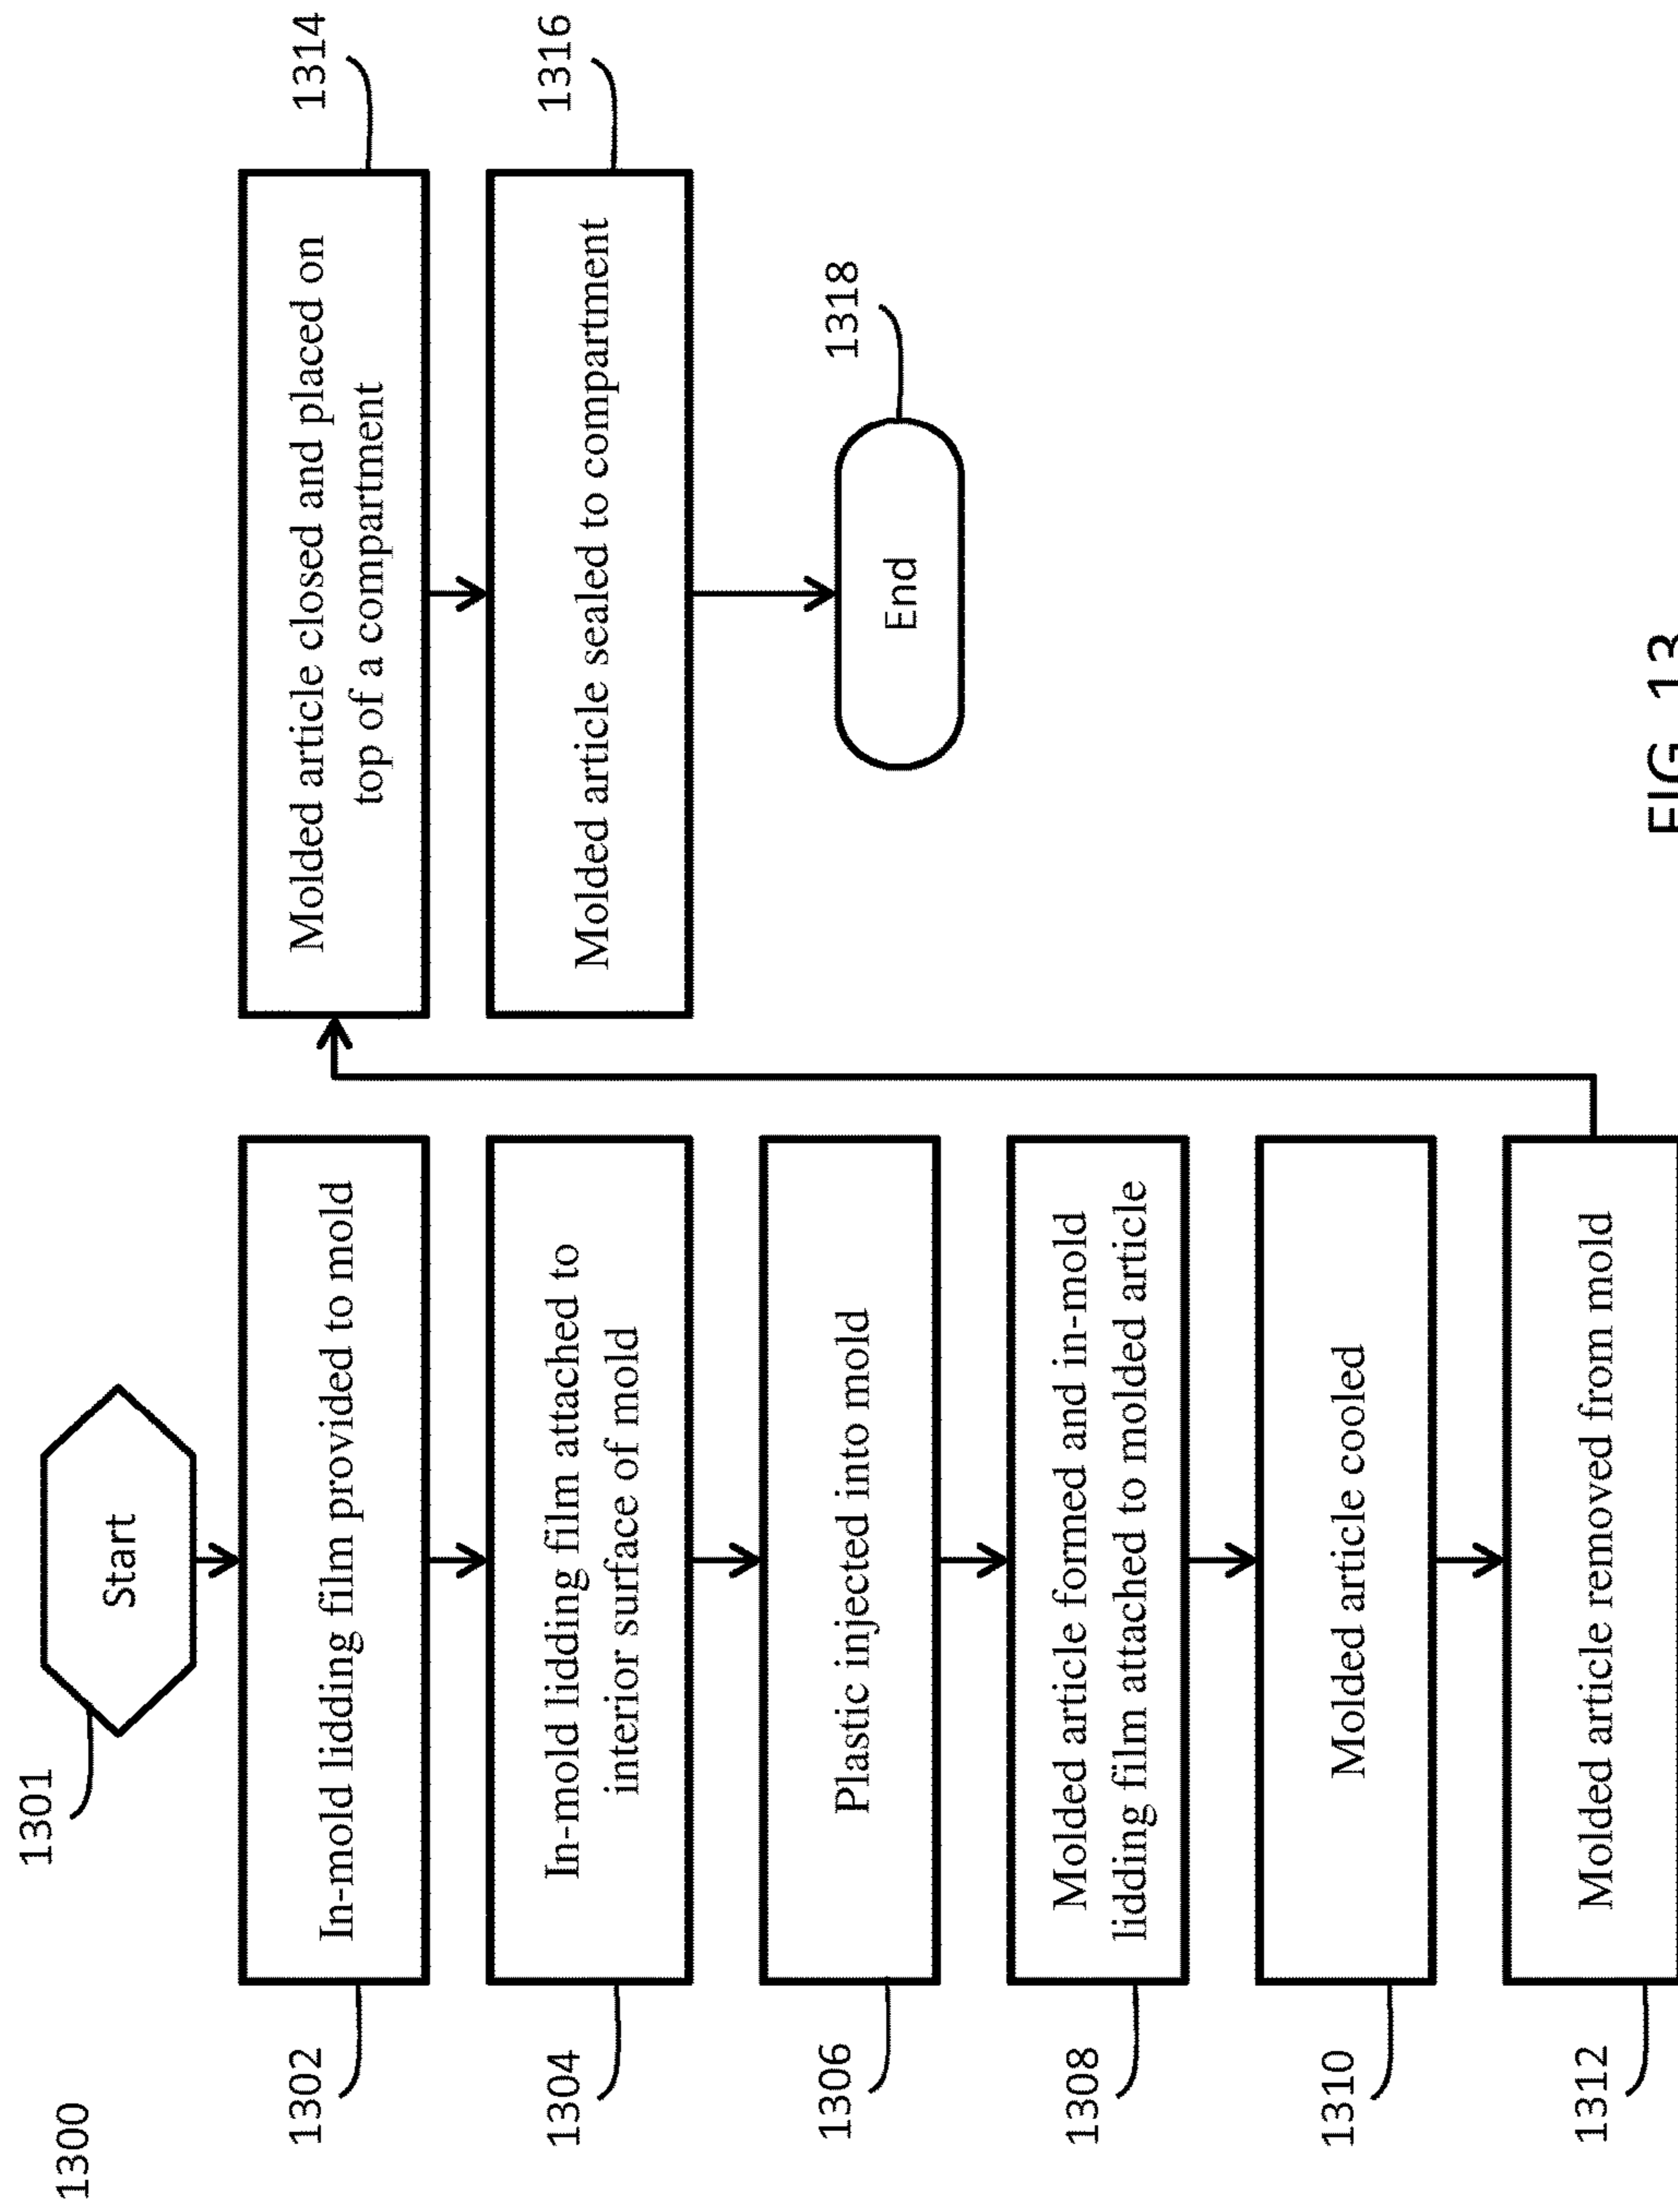 1300
1301
Start
1302
In-mold lidding film provided to mold
1304
In-mold lidding film attached to
interior surface of mold
1306
Plastic injected into mold
1308
Molded article formed and in-mold
lidding film attached to molded article
1310
Molded article cooled
1312
Molded article removed from mold
1314
Molded article closed and placed on
top of a compartment
1316
Molded article sealed to compartment
1318
End
FIG. 13